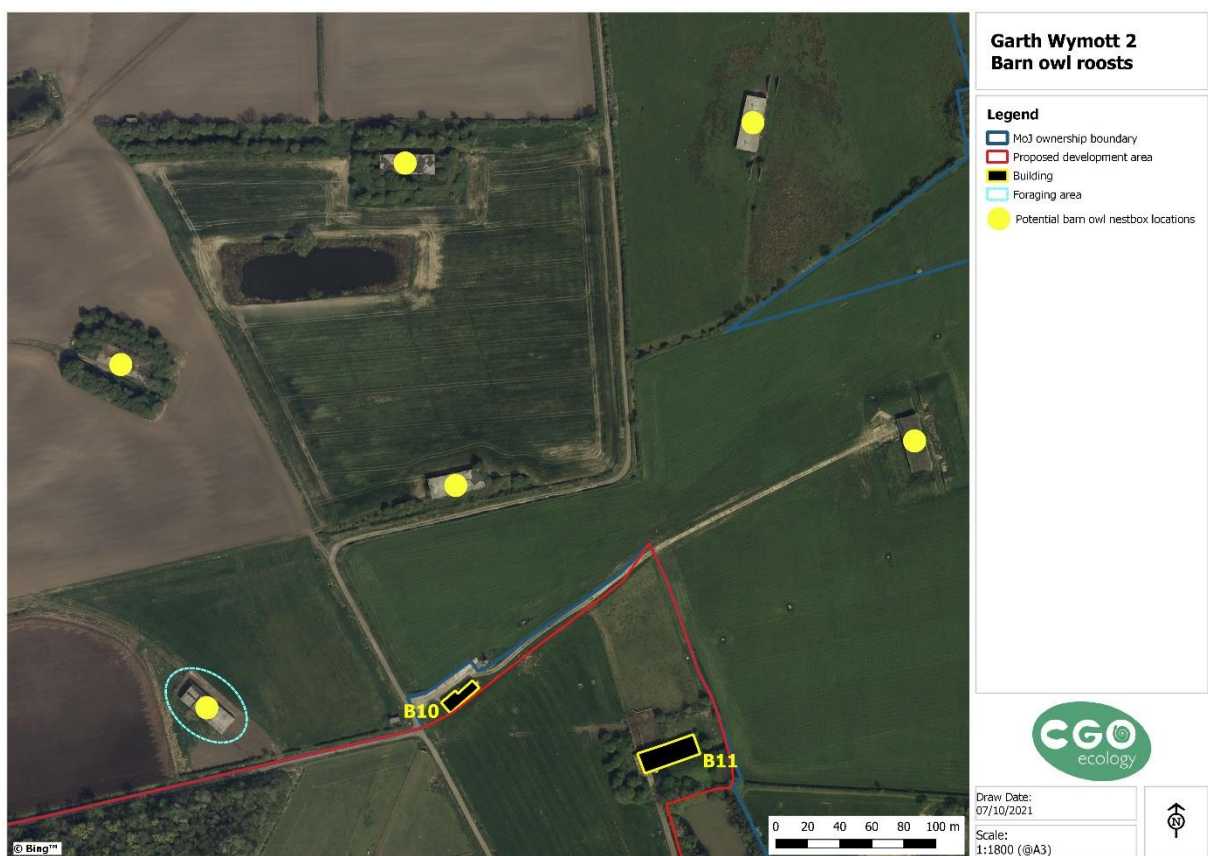 Garth Wymott 2
Barn owl roosts
Legend
MoJ ownership boundary
Proposed development area
Building
Foraging area
Potential barn owl nestbox locations
B10
B11
CGO
ecology
Draw Date:
07/10/2021
Scale:
1:1800 (@A3)
N
0 20 40 60 80 100 m
© Bing™